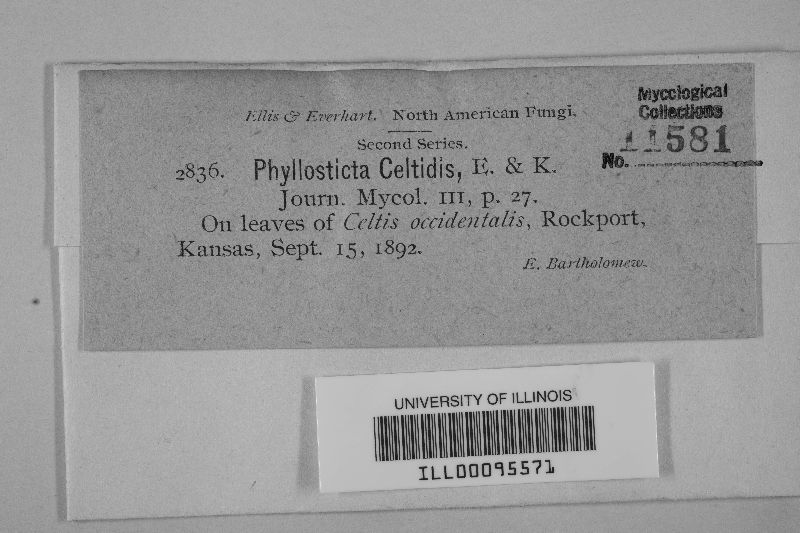 Ellis & Everhart. North American Fungi.
Second Series.
Mycological
Collections
No. 11581
2836. Phyllosticta Celtidis, E. & K.
Journ. Mycol. III, p. 27.
On leaves of Celtis occidentalis, Rockport,
Kansas, Sept. 15, 1892.
E. Bartholomew.
UNIVERSITY OF ILLINOIS
ILL00095571